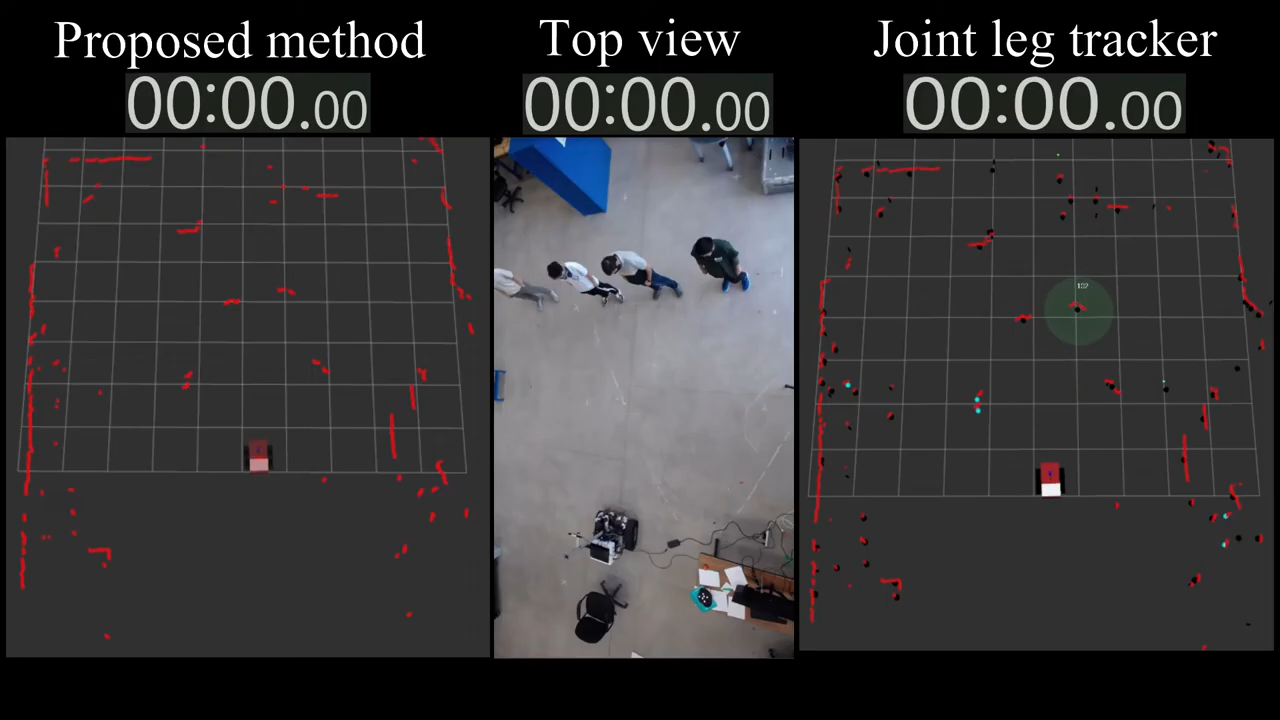 Proposed method
00:00.00
Top view
00:00.00
Joint leg tracker
00:00.00